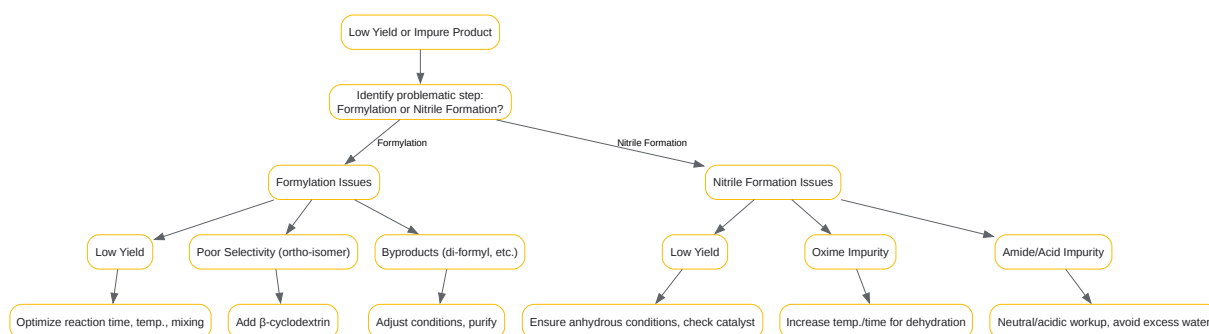 Low Yield or Impure Product
Identify problematic step:
Formylation or Nitrile Formation?
Formylation
Nitrile Formation
Formylation Issues
Nitrile Formation Issues
Low Yield
Poor Selectivity (ortho-isomer)
Byproducts (di-formyl, etc.)
Low Yield
Oxime Impurity
Amide/Acid Impurity
Optimize reaction time, temp., mixing
Add β-cyclodextrin
Adjust conditions, purify
Ensure anhydrous conditions, check catalyst
Increase temp./time for dehydration
Neutral/acidic workup, avoid excess water